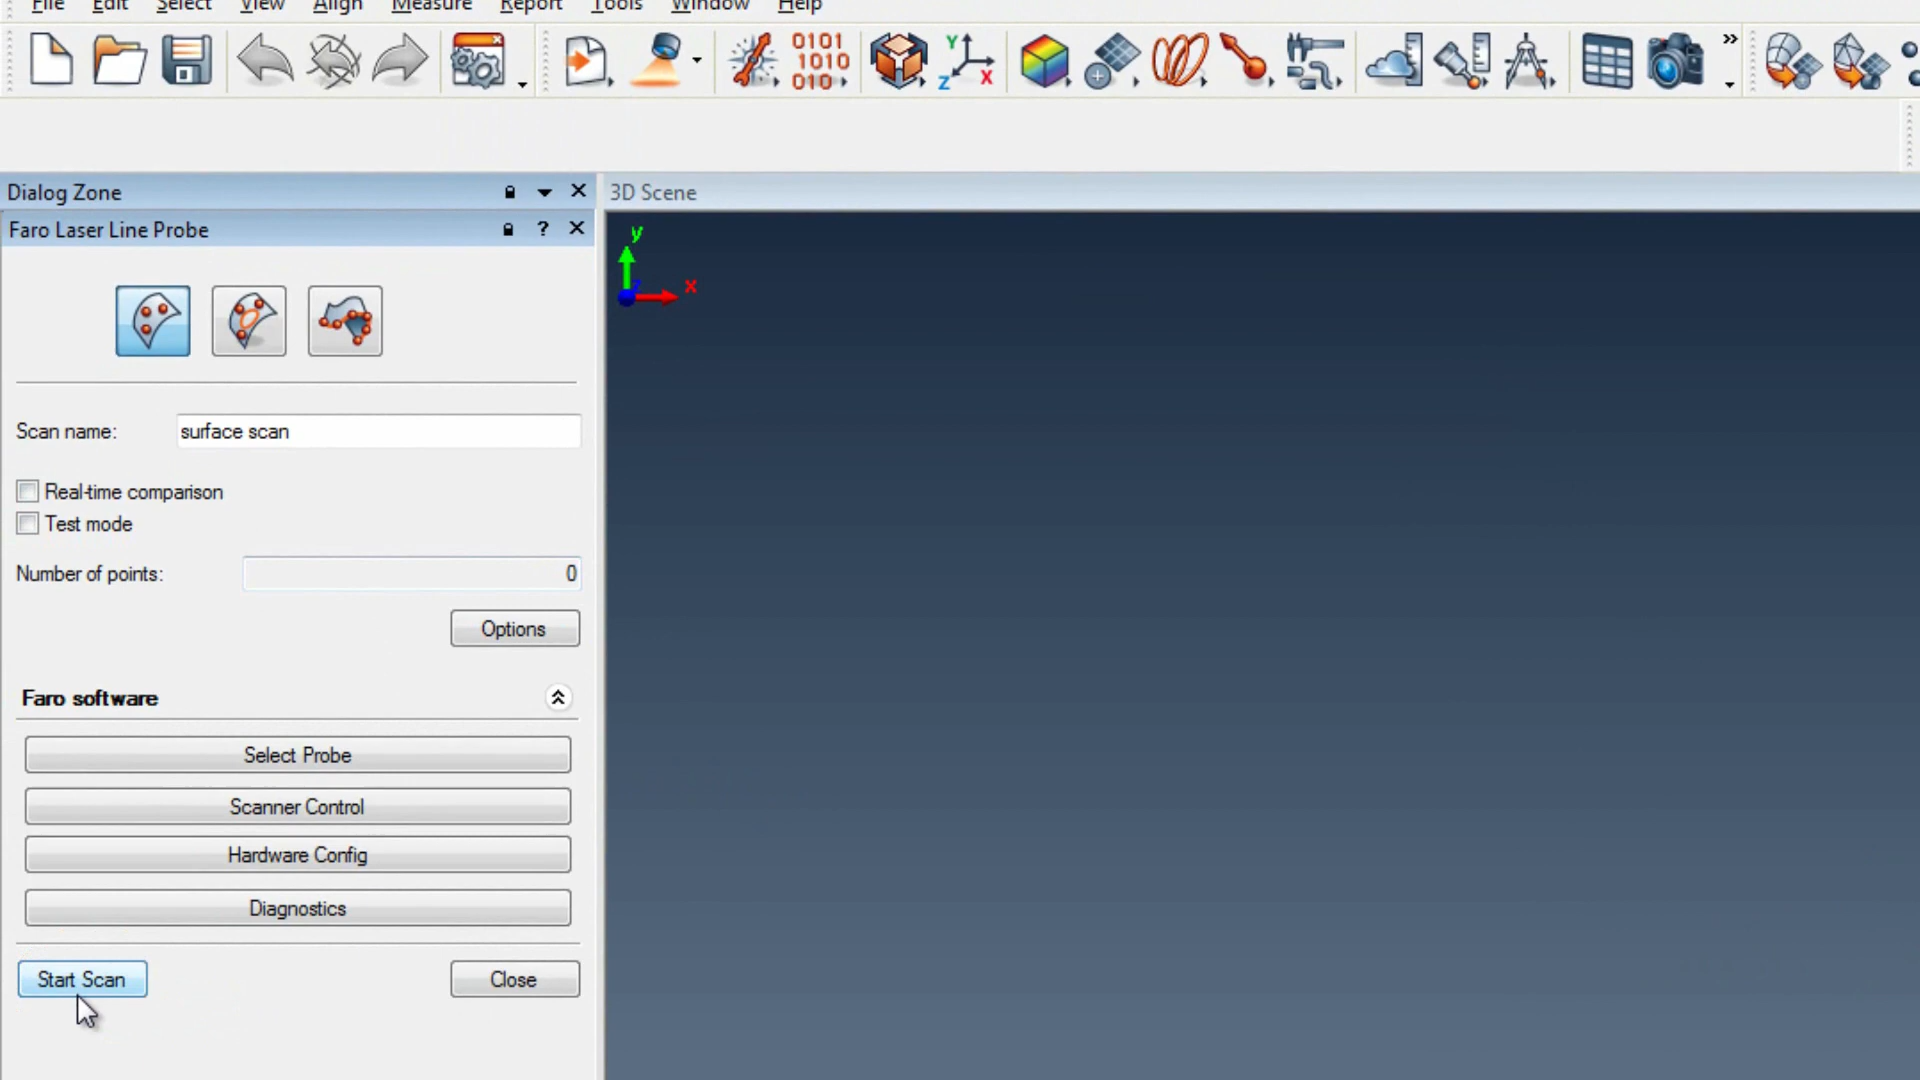 File Edit Select View Align Measure Report Tools Window Help
0101
1010
010
Y
Z X
Dialog Zone
3D Scene
Faro Laser Line Probe
y
x
Scan name: surface scan
Real-time comparison
Test mode
Number of points: 0
Options
Faro software
Select Probe
Scanner Control
Hardware Config
Diagnostics
Start Scan
Close